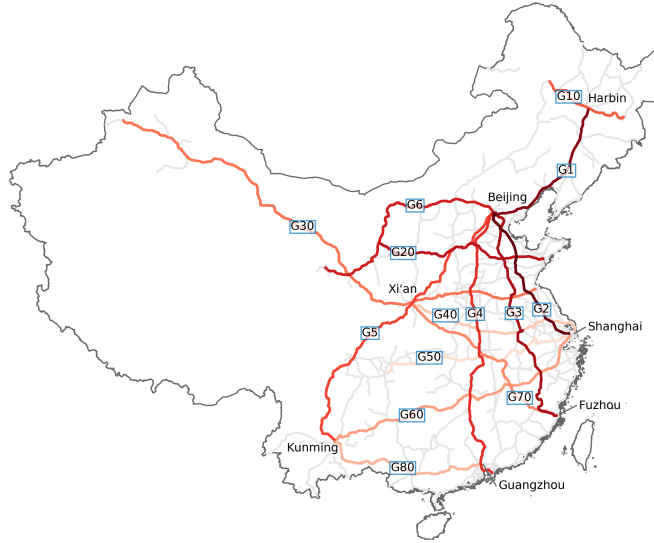 G10
Harbin
G1
Beijing
G6
G30
G20
Xi'an
G40
G4
G3
G2
Shanghai
G5
G50
G70
Fuzhou
G60
Kunming
G80
Guangzhou